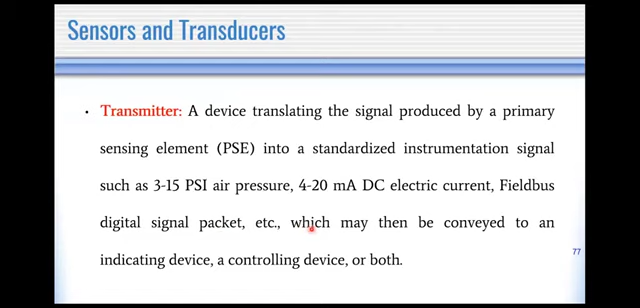 Sensors and Transducers
• Transmitter: A device translating the signal produced by a primary
sensing element (PSE) into a standardized instrumentation signal
such as 3-15 PSI air pressure, 4-20 mA DC electric current, Fieldbus
digital signal packet, etc., which may then be conveyed to an
indicating device, a controlling device, or both.
77